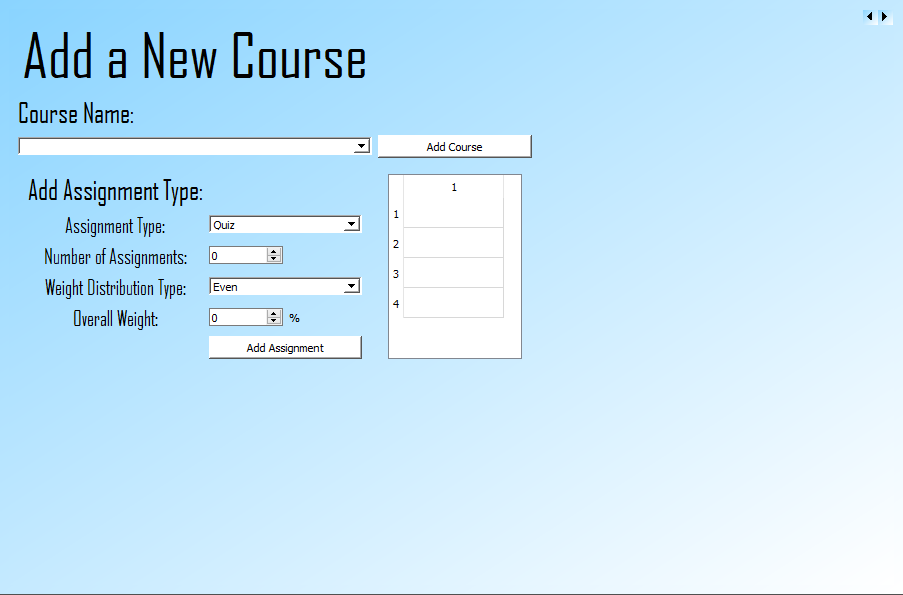 Add a New Course
Course Name:
Add Course
Add Assignment Type:
1
Assignment Type:
Quiz
1
Number of Assignments:
0
2
Weight Distribution Type:
Even
3
Overall Weight:
0
%
4
Add Assignment